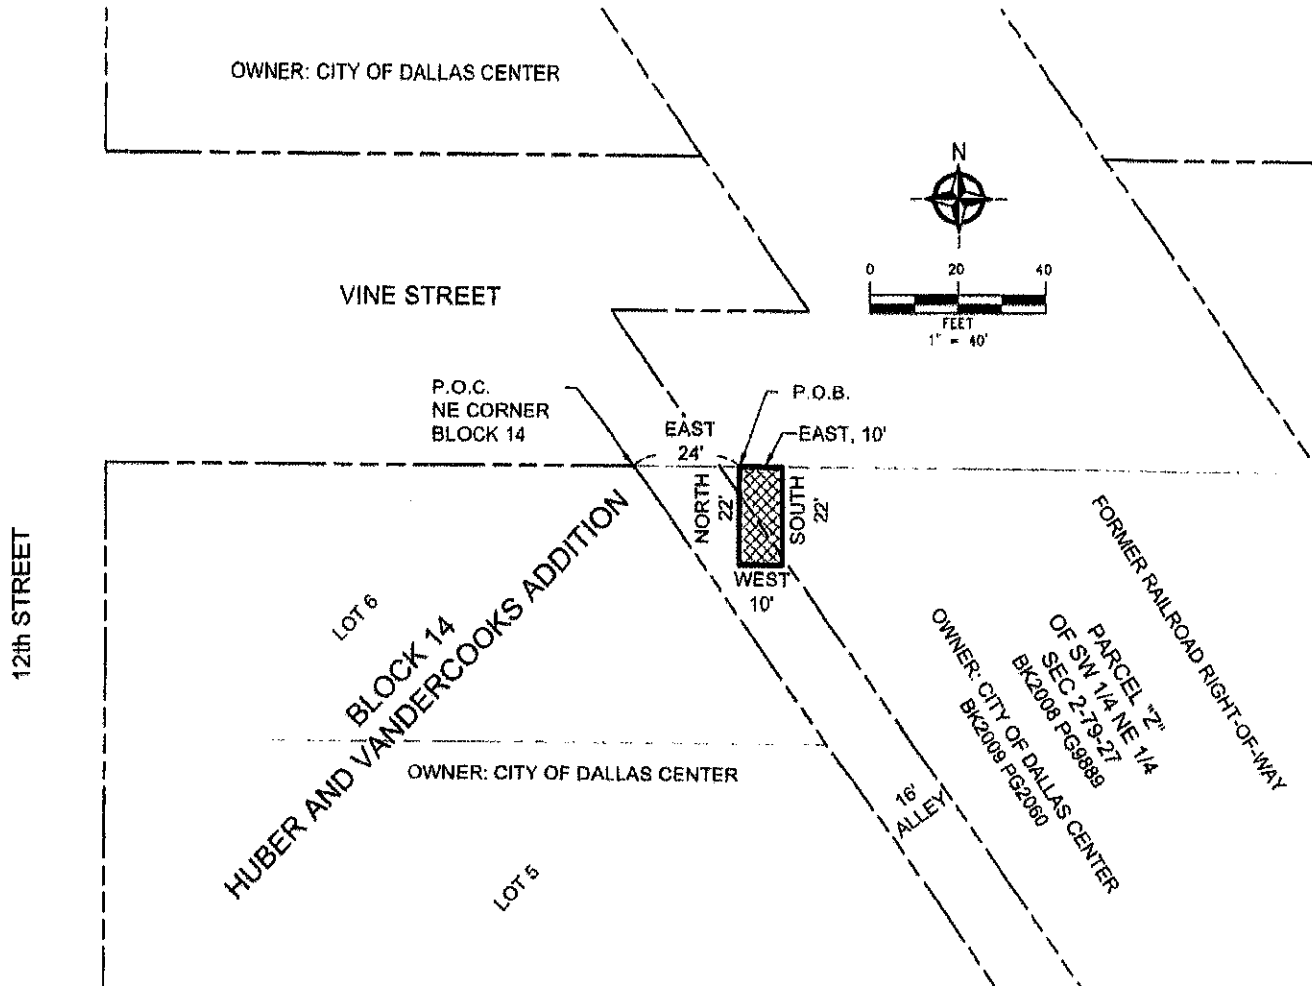 OWNER: CITY OF DALLAS CENTER
N
0 20 40
FEET
1" = 40'
VINE STREET
P.O.C.
NE CORNER
BLOCK 14
EAST
24'
P.O.B.
EAST, 10'
NORTH
22'
SOUTH
22'
WEST
10'
12th STREET
LOT 6
BLOCK 14
HUBER AND VANDERCOOKS ADDITION
OWNER: CITY OF DALLAS CENTER
LOT 5
16'
ALLEY
FORMER RAILROAD RIGHT-OF-WAY
PARCEL "Z"
OF SW 1/4 NE 1/4
SEC 2-79-27
BK2008 PG9889
OWNER: CITY OF DALLAS CENTER
BK2009 PG2060